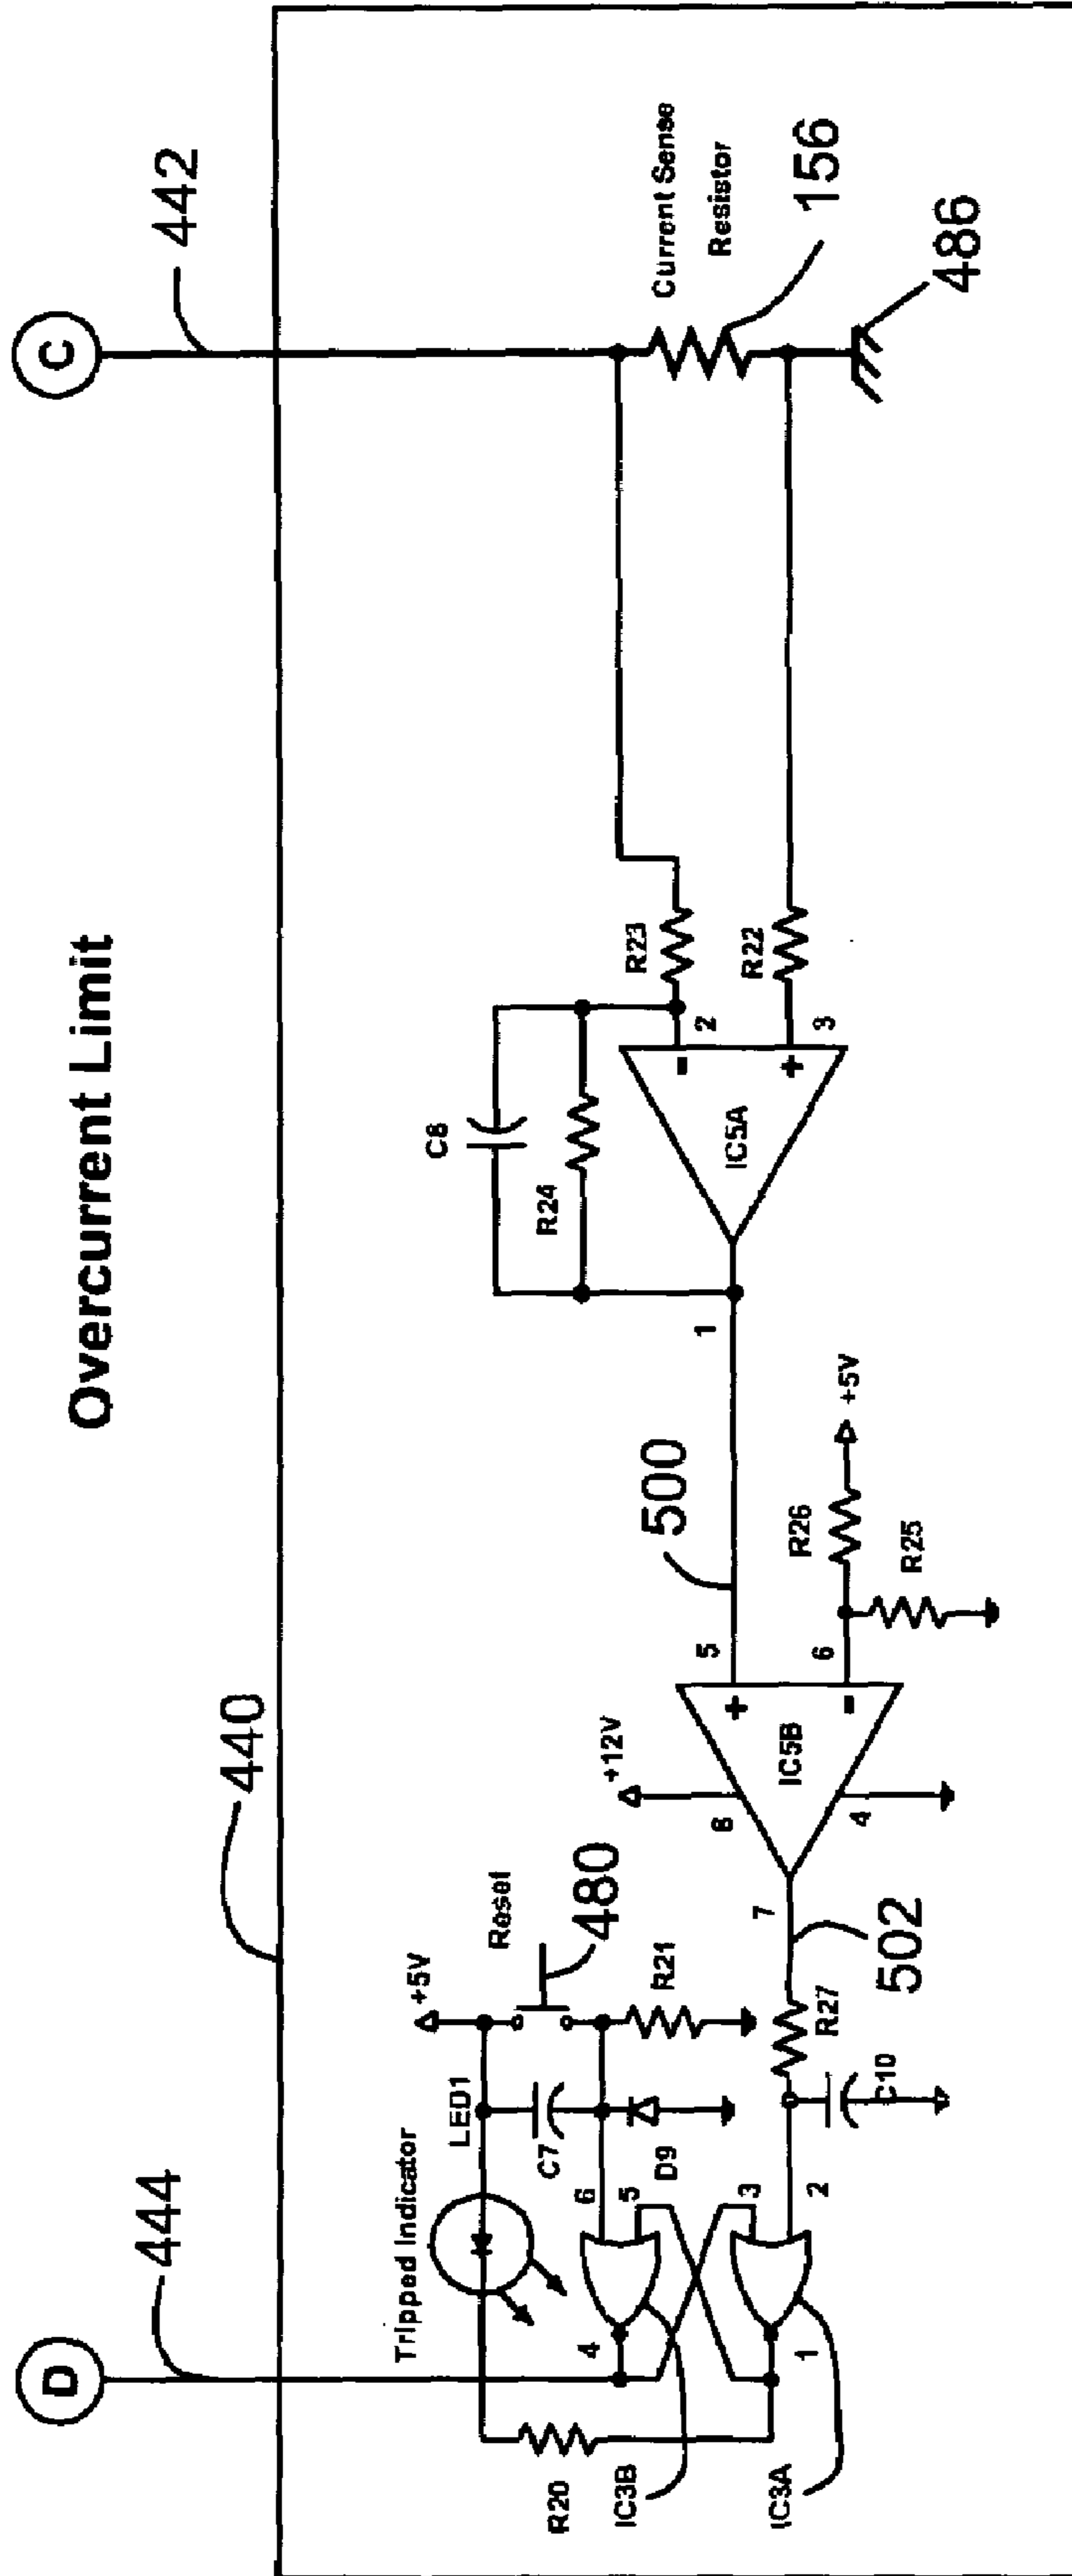 Overcurrent Limit
D
444
440
442
C
Tripped Indicator
LED1
+5V
Reset
480
C7
D9
R21
R20
IC3B
IC3A
4
6
5
3
2
1
C10
R27
502
7
+12V
8
4
IC5B
5
6
+
-
500
R26
+5V
R25
1
C8
R24
IC5A
-
+
2
3
R23
R22
Current Sense
Resistor
156
486